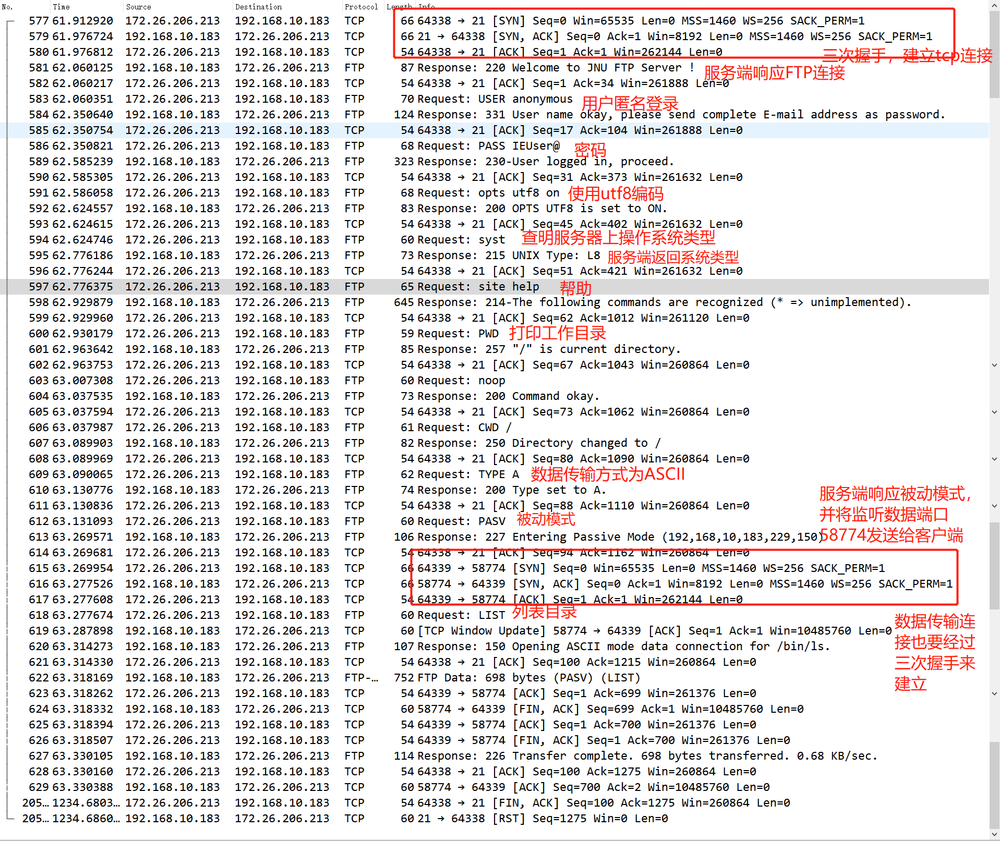 No. Time Source Destination Protocol Length Info
577 61.912920 172.26.206.213 192.168.10.183 TCP 66 64338 → 21 [SYN] Seq=0 Win=65535 Len=0 MSS=1460 WS=256 SACK_PERM=1
579 61.976724 192.168.10.183 172.26.206.213 TCP 66 21 → 64338 [SYN, ACK] Seq=0 Ack=1 Win=8192 Len=0 MSS=1460 WS=256 SACK_PERM=1
580 61.976812 172.26.206.213 192.168.10.183 TCP 54 64338 → 21 [ACK] Seq=1 Ack=1 Win=262144 Len=0
三次握手，建立tcp连接
581 62.060125 192.168.10.183 172.26.206.213 FTP 87 Response: 220 Welcome to JNU FTP Server !
服务端响应FTP连接
582 62.060217 172.26.206.213 192.168.10.183 TCP 54 64338 → 21 [ACK] Seq=1 Ack=34 Win=261888 Len=0
583 62.060351 172.26.206.213 192.168.10.183 FTP 70 Request: USER anonymous
用户匿名登录
584 62.350640 192.168.10.183 172.26.206.213 FTP 124 Response: 331 User name okay, please send complete E-mail address as password.
585 62.350754 172.26.206.213 192.168.10.183 TCP 54 64338 → 21 [ACK] Seq=17 Ack=104 Win=261888 Len=0
586 62.350821 172.26.206.213 192.168.10.183 FTP 68 Request: PASS IEUser@
密码
589 62.585239 192.168.10.183 172.26.206.213 FTP 323 Response: 230-User logged in, proceed.
590 62.585305 172.26.206.213 192.168.10.183 TCP 54 64338 → 21 [ACK] Seq=31 Ack=373 Win=261632 Len=0
591 62.586058 172.26.206.213 192.168.10.183 FTP 68 Request: opts utf8 on
使用utf8编码
592 62.624557 192.168.10.183 172.26.206.213 FTP 83 Response: 200 OPTS UTF8 is set to ON.
593 62.624615 172.26.206.213 192.168.10.183 TCP 54 64338 → 21 [ACK] Seq=45 Ack=402 Win=261632 Len=0
594 62.624746 172.26.206.213 192.168.10.183 FTP 60 Request: syst
查明服务器上操作系统类型
595 62.776186 192.168.10.183 172.26.206.213 FTP 73 Response: 215 UNIX Type: L8
服务端返回系统类型
596 62.776244 172.26.206.213 192.168.10.183 TCP 54 64338 → 21 [ACK] Seq=51 Ack=421 Win=261632 Len=0
597 62.776375 172.26.206.213 192.168.10.183 FTP 65 Request: site help
帮助
598 62.929879 192.168.10.183 172.26.206.213 FTP 645 Response: 214-The following commands are recognized (* => unimplemented).
599 62.929960 172.26.206.213 192.168.10.183 TCP 54 64338 → 21 [ACK] Seq=62 Ack=1012 Win=261120 Len=0
600 62.930179 172.26.206.213 192.168.10.183 FTP 59 Request: PWD
打印工作目录
601 62.963642 192.168.10.183 172.26.206.213 FTP 85 Response: 257 "/" is current directory.
602 62.963753 172.26.206.213 192.168.10.183 TCP 54 64338 → 21 [ACK] Seq=67 Ack=1043 Win=260864 Len=0
603 63.007308 172.26.206.213 192.168.10.183 FTP 60 Request: noop
604 63.037535 192.168.10.183 172.26.206.213 FTP 73 Response: 200 Command okay.
605 63.037594 172.26.206.213 192.168.10.183 TCP 54 64338 → 21 [ACK] Seq=73 Ack=1062 Win=260864 Len=0
606 63.037987 172.26.206.213 192.168.10.183 FTP 61 Request: CWD /
607 63.089903 192.168.10.183 172.26.206.213 FTP 82 Response: 250 Directory changed to /
608 63.089969 172.26.206.213 192.168.10.183 TCP 54 64338 → 21 [ACK] Seq=80 Ack=1090 Win=260864 Len=0
609 63.090065 172.26.206.213 192.168.10.183 FTP 62 Request: TYPE A
数据传输方式为ASCII
610 63.130776 192.168.10.183 172.26.206.213 FTP 74 Response: 200 Type set to A.
611 63.130836 172.26.206.213 192.168.10.183 TCP 54 64338 → 21 [ACK] Seq=88 Ack=1110 Win=260864 Len=0
612 63.131093 172.26.206.213 192.168.10.183 FTP 60 Request: PASV
被动模式
613 63.269571 192.168.10.183 172.26.206.213 FTP 106 Response: 227 Entering Passive Mode (192,168,10,183,229,150)
服务端响应被动模式，
并将监听数据端口
58774发送给客户端
614 63.269681 172.26.206.213 192.168.10.183 TCP 54 64338 → 21 [ACK] Seq=94 Ack=1162 Win=260864 Len=0
615 63.269954 172.26.206.213 192.168.10.183 TCP 66 64339 → 58774 [SYN] Seq=0 Win=65535 Len=0 MSS=1460 WS=256 SACK_PERM=1
616 63.277526 192.168.10.183 172.26.206.213 TCP 66 58774 → 64339 [SYN, ACK] Seq=0 Ack=1 Win=8192 Len=0 MSS=1460 WS=256 SACK_PERM=1
617 63.277608 172.26.206.213 192.168.10.183 TCP 54 64339 → 58774 [ACK] Seq=1 Ack=1 Win=262144 Len=0
618 63.277674 172.26.206.213 192.168.10.183 FTP 60 Request: LIST
列表目录
619 63.287898 192.168.10.183 172.26.206.213 TCP 60 [TCP Window Update] 58774 → 64339 [ACK] Seq=1 Ack=1 Win=10485760 Len=0
数据传输连
接也要经过
三次握手来
建立
620 63.314273 192.168.10.183 172.26.206.213 FTP 107 Response: 150 Opening ASCII mode data connection for /bin/ls.
621 63.314330 172.26.206.213 192.168.10.183 TCP 54 64338 → 21 [ACK] Seq=100 Ack=1215 Win=260864 Len=0
622 63.318169 192.168.10.183 172.26.206.213 FTP-… 752 FTP Data: 698 bytes (PASV) (LIST)
623 63.318262 172.26.206.213 192.168.10.183 TCP 54 64339 → 58774 [ACK] Seq=1 Ack=699 Win=261376 Len=0
624 63.318332 192.168.10.183 172.26.206.213 TCP 60 58774 → 64339 [FIN, ACK] Seq=699 Ack=1 Win=10485760 Len=0
625 63.318394 172.26.206.213 192.168.10.183 TCP 54 64339 → 58774 [ACK] Seq=1 Ack=700 Win=261376 Len=0
626 63.318507 172.26.206.213 192.168.10.183 TCP 54 64339 → 58774 [FIN, ACK] Seq=1 Ack=700 Win=261376 Len=0
627 63.330105 192.168.10.183 172.26.206.213 FTP 114 Response: 226 Transfer complete. 698 bytes transferred. 0.68 KB/sec.
628 63.330160 172.26.206.213 192.168.10.183 TCP 54 64338 → 21 [ACK] Seq=100 Ack=1275 Win=260864 Len=0
629 63.330388 192.168.10.183 172.26.206.213 TCP 60 58774 → 64339 [ACK] Seq=700 Ack=2 Win=10485760 Len=0
205… 1234.6803… 172.26.206.213 192.168.10.183 TCP 54 64338 → 21 [FIN, ACK] Seq=100 Ack=1275 Win=260864 Len=0
205… 1234.6860… 192.168.10.183 172.26.206.213 TCP 60 21 → 64338 [RST] Seq=1275 Win=0 Len=0